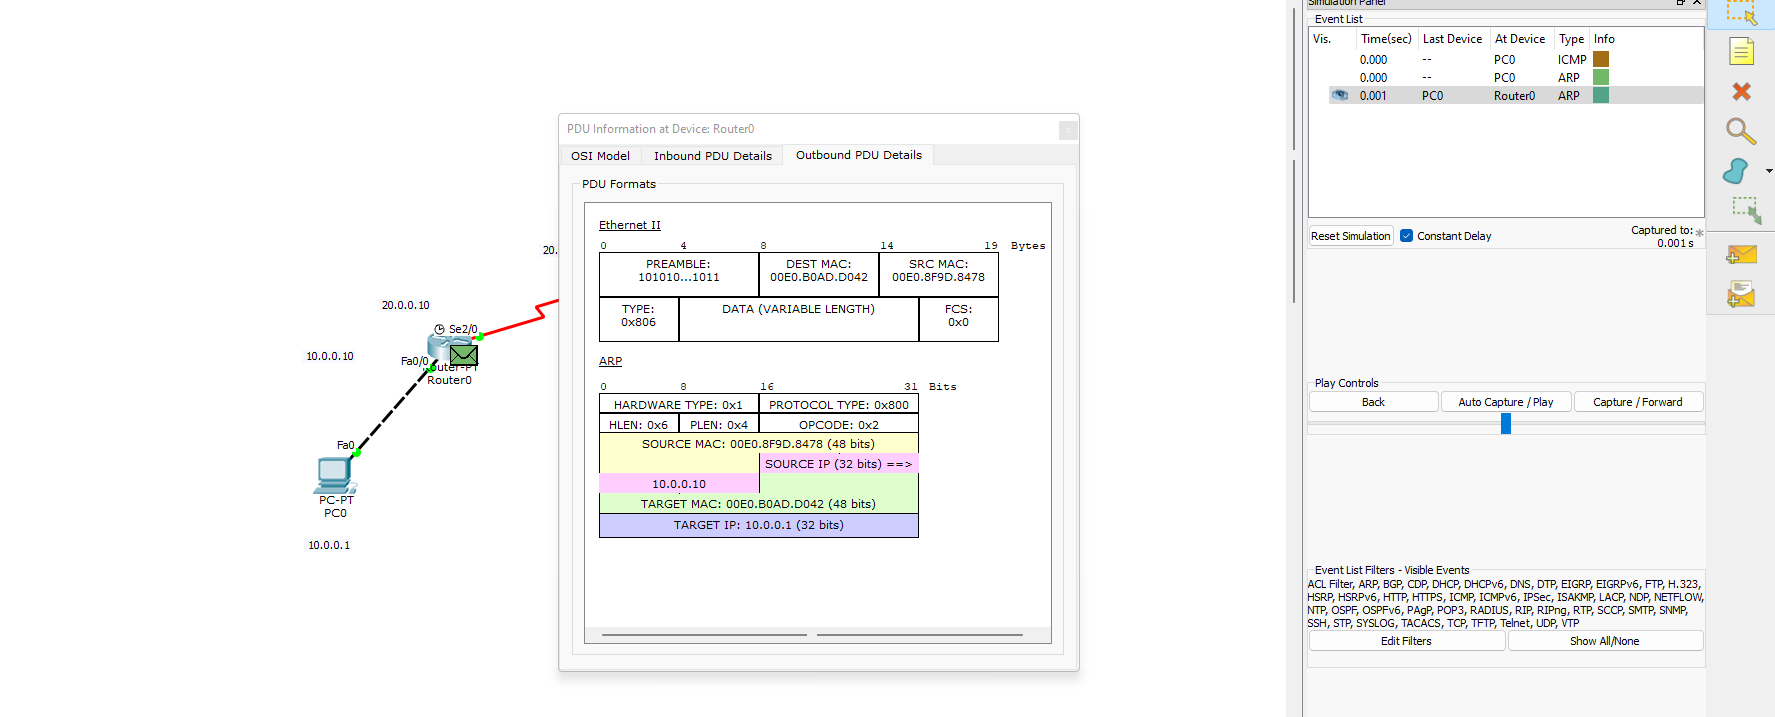 20.
20.0.0.10
Se2/0
10.0.0.10
Fa0/0
Router-PT
Router0
Fa0
PC-PT
PC0
10.0.0.1
PDU Information at Device: Router0
OSI Model Inbound PDU Details Outbound PDU Details
PDU Formats
Ethernet II
0 4 8 14 19 Bytes
PREAMBLE: DEST MAC: SRC MAC:
101010...1011 00E0.B0AD.D042 00E0.8F9D.8478
TYPE: DATA (VARIABLE LENGTH) FCS:
0x806 0x0
ARP
0 8 16 31 Bits
HARDWARE TYPE: 0x1 PROTOCOL TYPE: 0x800
HLEN: 0x6 PLEN: 0x4 OPCODE: 0x2
SOURCE MAC: 00E0.8F9D.8478 (48 bits)
SOURCE IP (32 bits) ==>
10.0.0.10
TARGET MAC: 00E0.B0AD.D042 (48 bits)
TARGET IP: 10.0.0.1 (32 bits)
Simulation Panel
Event List
Vis. Time(sec) Last Device At Device Type Info
0.000 -- PC0 ICMP
0.000 -- PC0 ARP
0.001 PC0 Router0 ARP
Reset Simulation Constant Delay Captured to: *
0.001 s
Play Controls
Back Auto Capture / Play Capture / Forward
Event List Filters - Visible Events
ACL Filter, ARP, BGP, CDP, DHCP, DHCPv6, DNS, DTP, EIGRP, EIGRPv6, FTP, H.323,
HSRP, HSRPv6, HTTP, HTTPS, ICMP, ICMPv6, IPSec, ISAKMP, LACP, NDP, NETFLOW,
NTP, OSPF, OSPFv6, PAgP, POP3, RADIUS, RIP, RIPng, RTP, SCCP, SMTP, SNMP,
SSH, STP, SYSLOG, TACACS, TCP, TFTP, Telnet, UDP, VTP
Edit Filters Show All/None